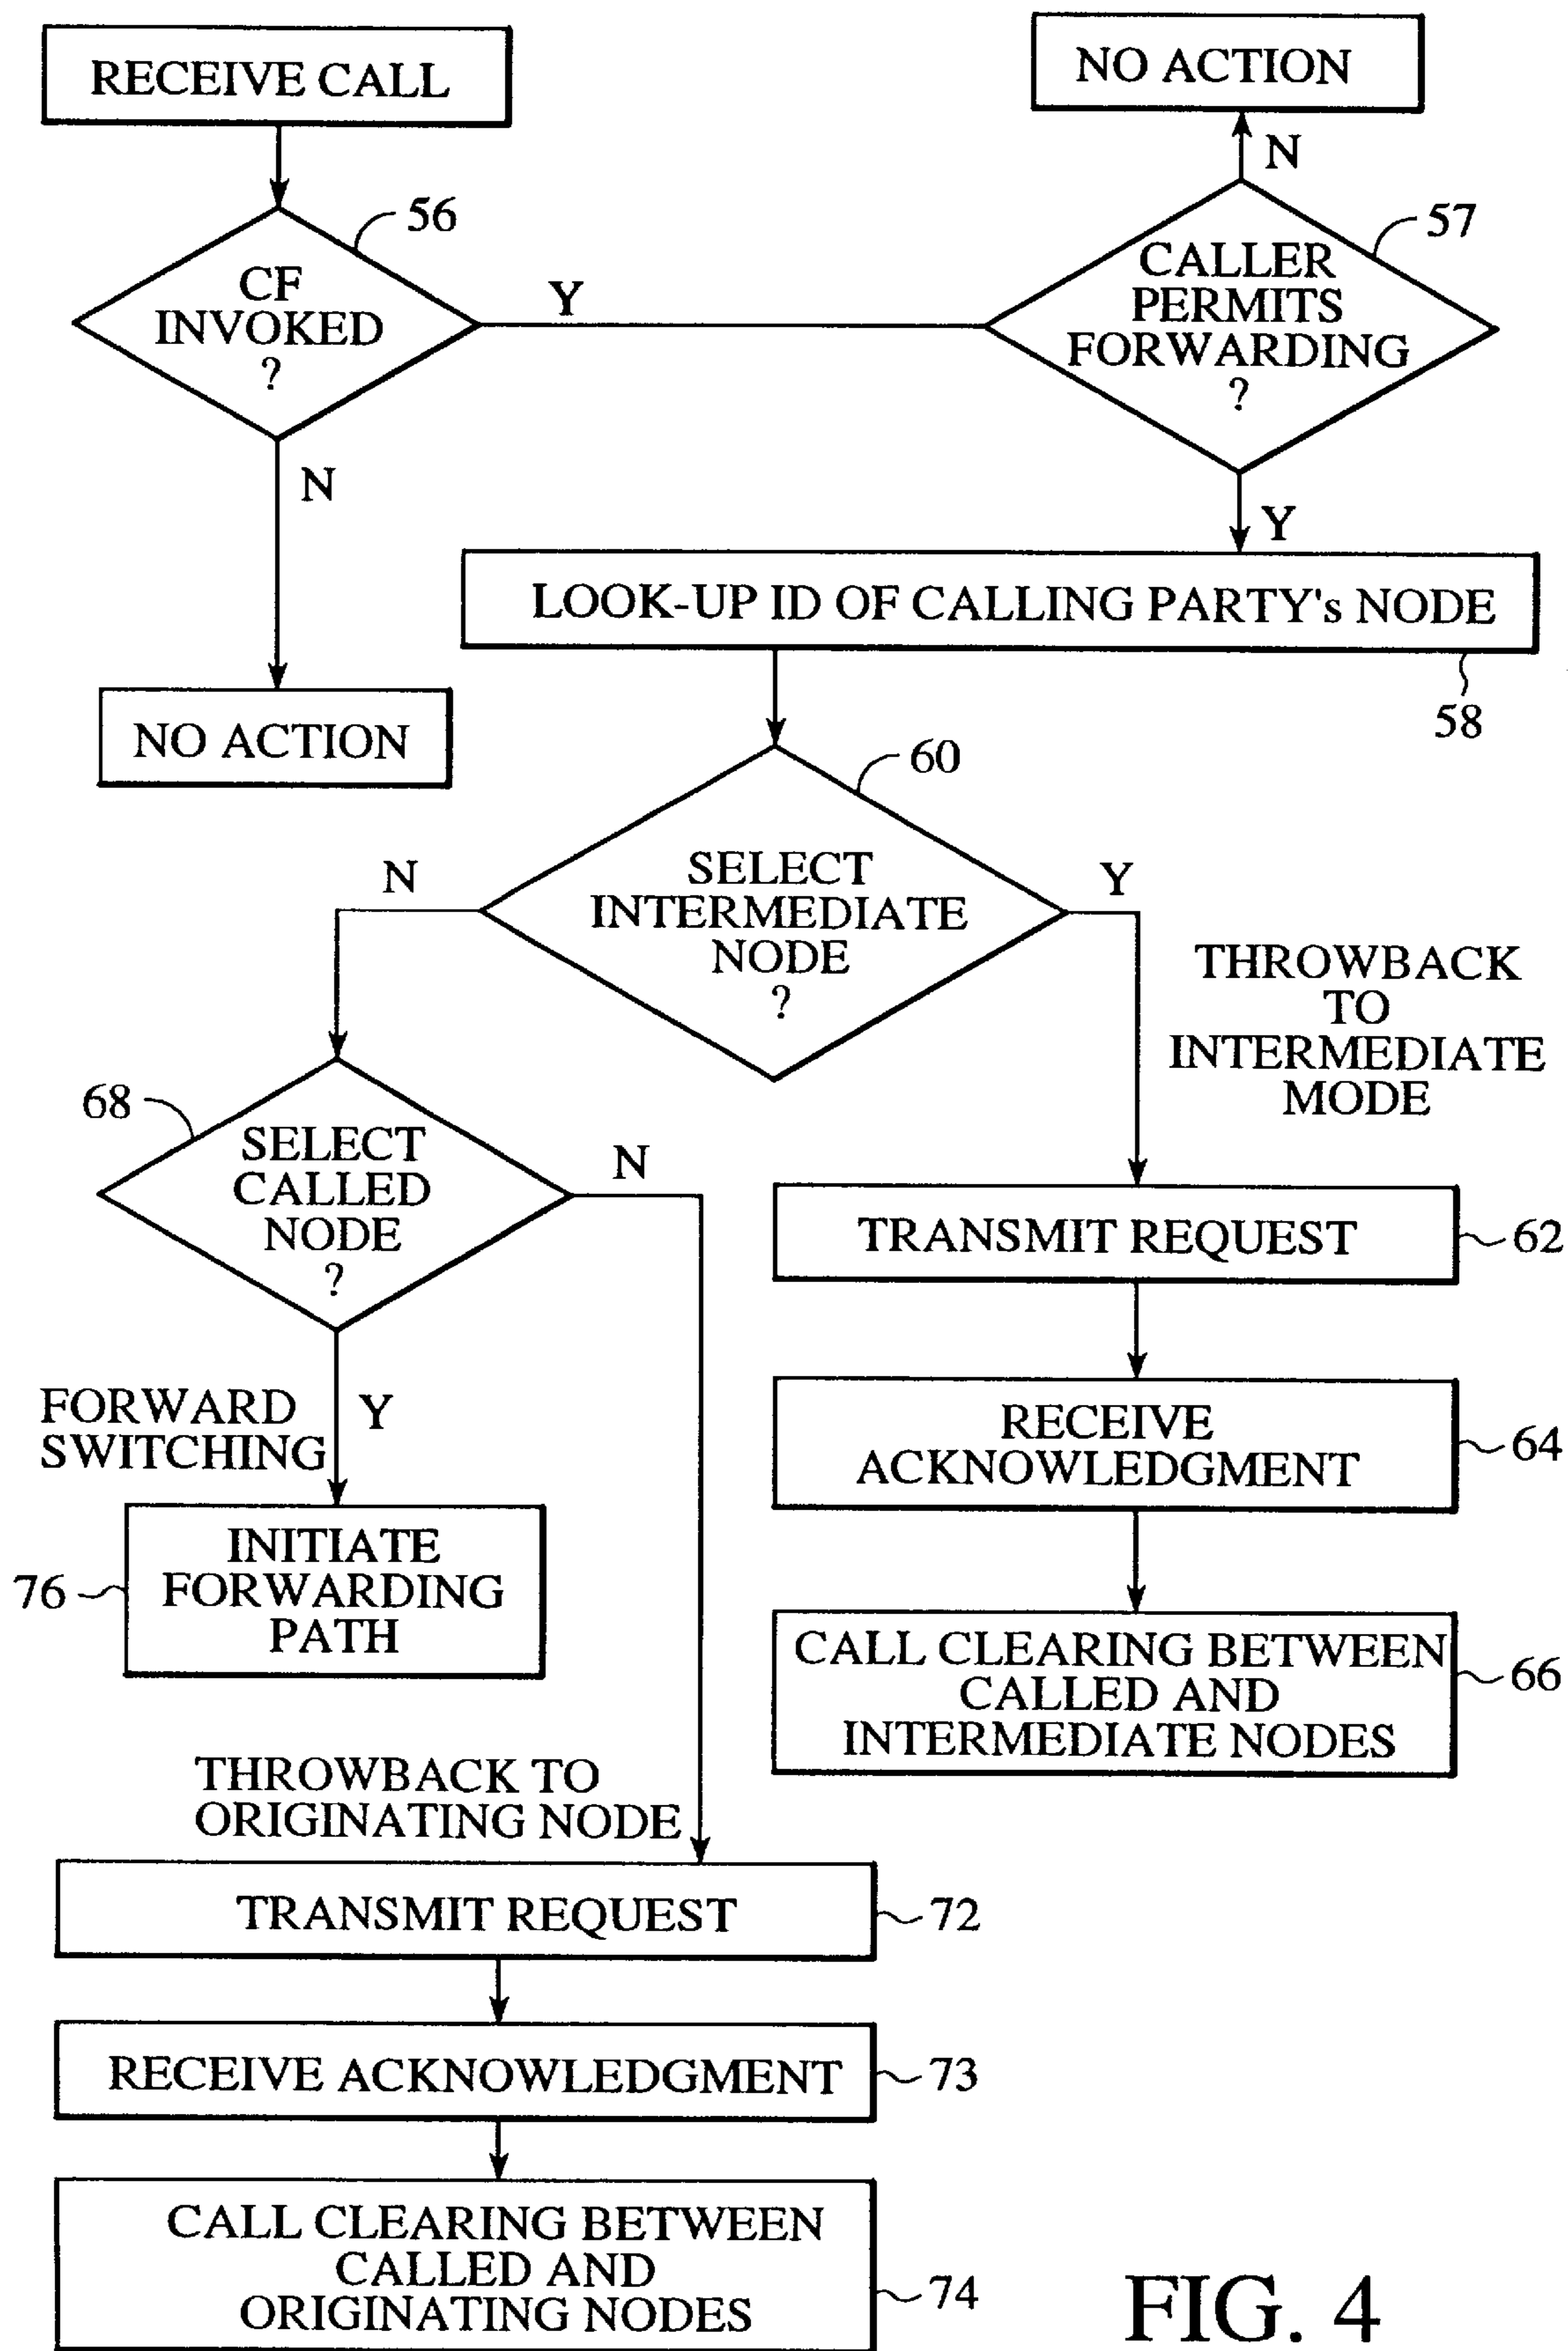 RECEIVE CALL
NO ACTION
N
56
57
CF
INVOKED
?
Y
CALLER
PERMITS
FORWARDING
?
N
Y
LOOK-UP ID OF CALLING PARTY's NODE
58
NO ACTION
60
N
SELECT
INTERMEDIATE
NODE
?
Y
THROWBACK
TO
INTERMEDIATE
MODE
68
SELECT
CALLED
NODE
?
N
TRANSMIT REQUEST
62
FORWARD
SWITCHING
Y
RECEIVE
ACKNOWLEDGMENT
64
INITIATE
FORWARDING
PATH
76
CALL CLEARING BETWEEN
CALLED AND
INTERMEDIATE NODES
66
THROWBACK TO
ORIGINATING NODE
TRANSMIT REQUEST
72
RECEIVE ACKNOWLEDGMENT
73
CALL CLEARING BETWEEN
CALLED AND
ORIGINATING NODES
74
FIG. 4